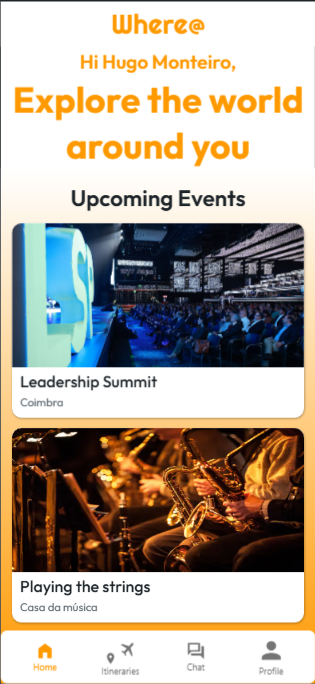 Where@
Hi Hugo Monteiro,
Explore the world
around you
Upcoming Events
Leadership Summit
Coimbra
Playing the strings
Casa da música
Home
Itineraries
Chat
Profile